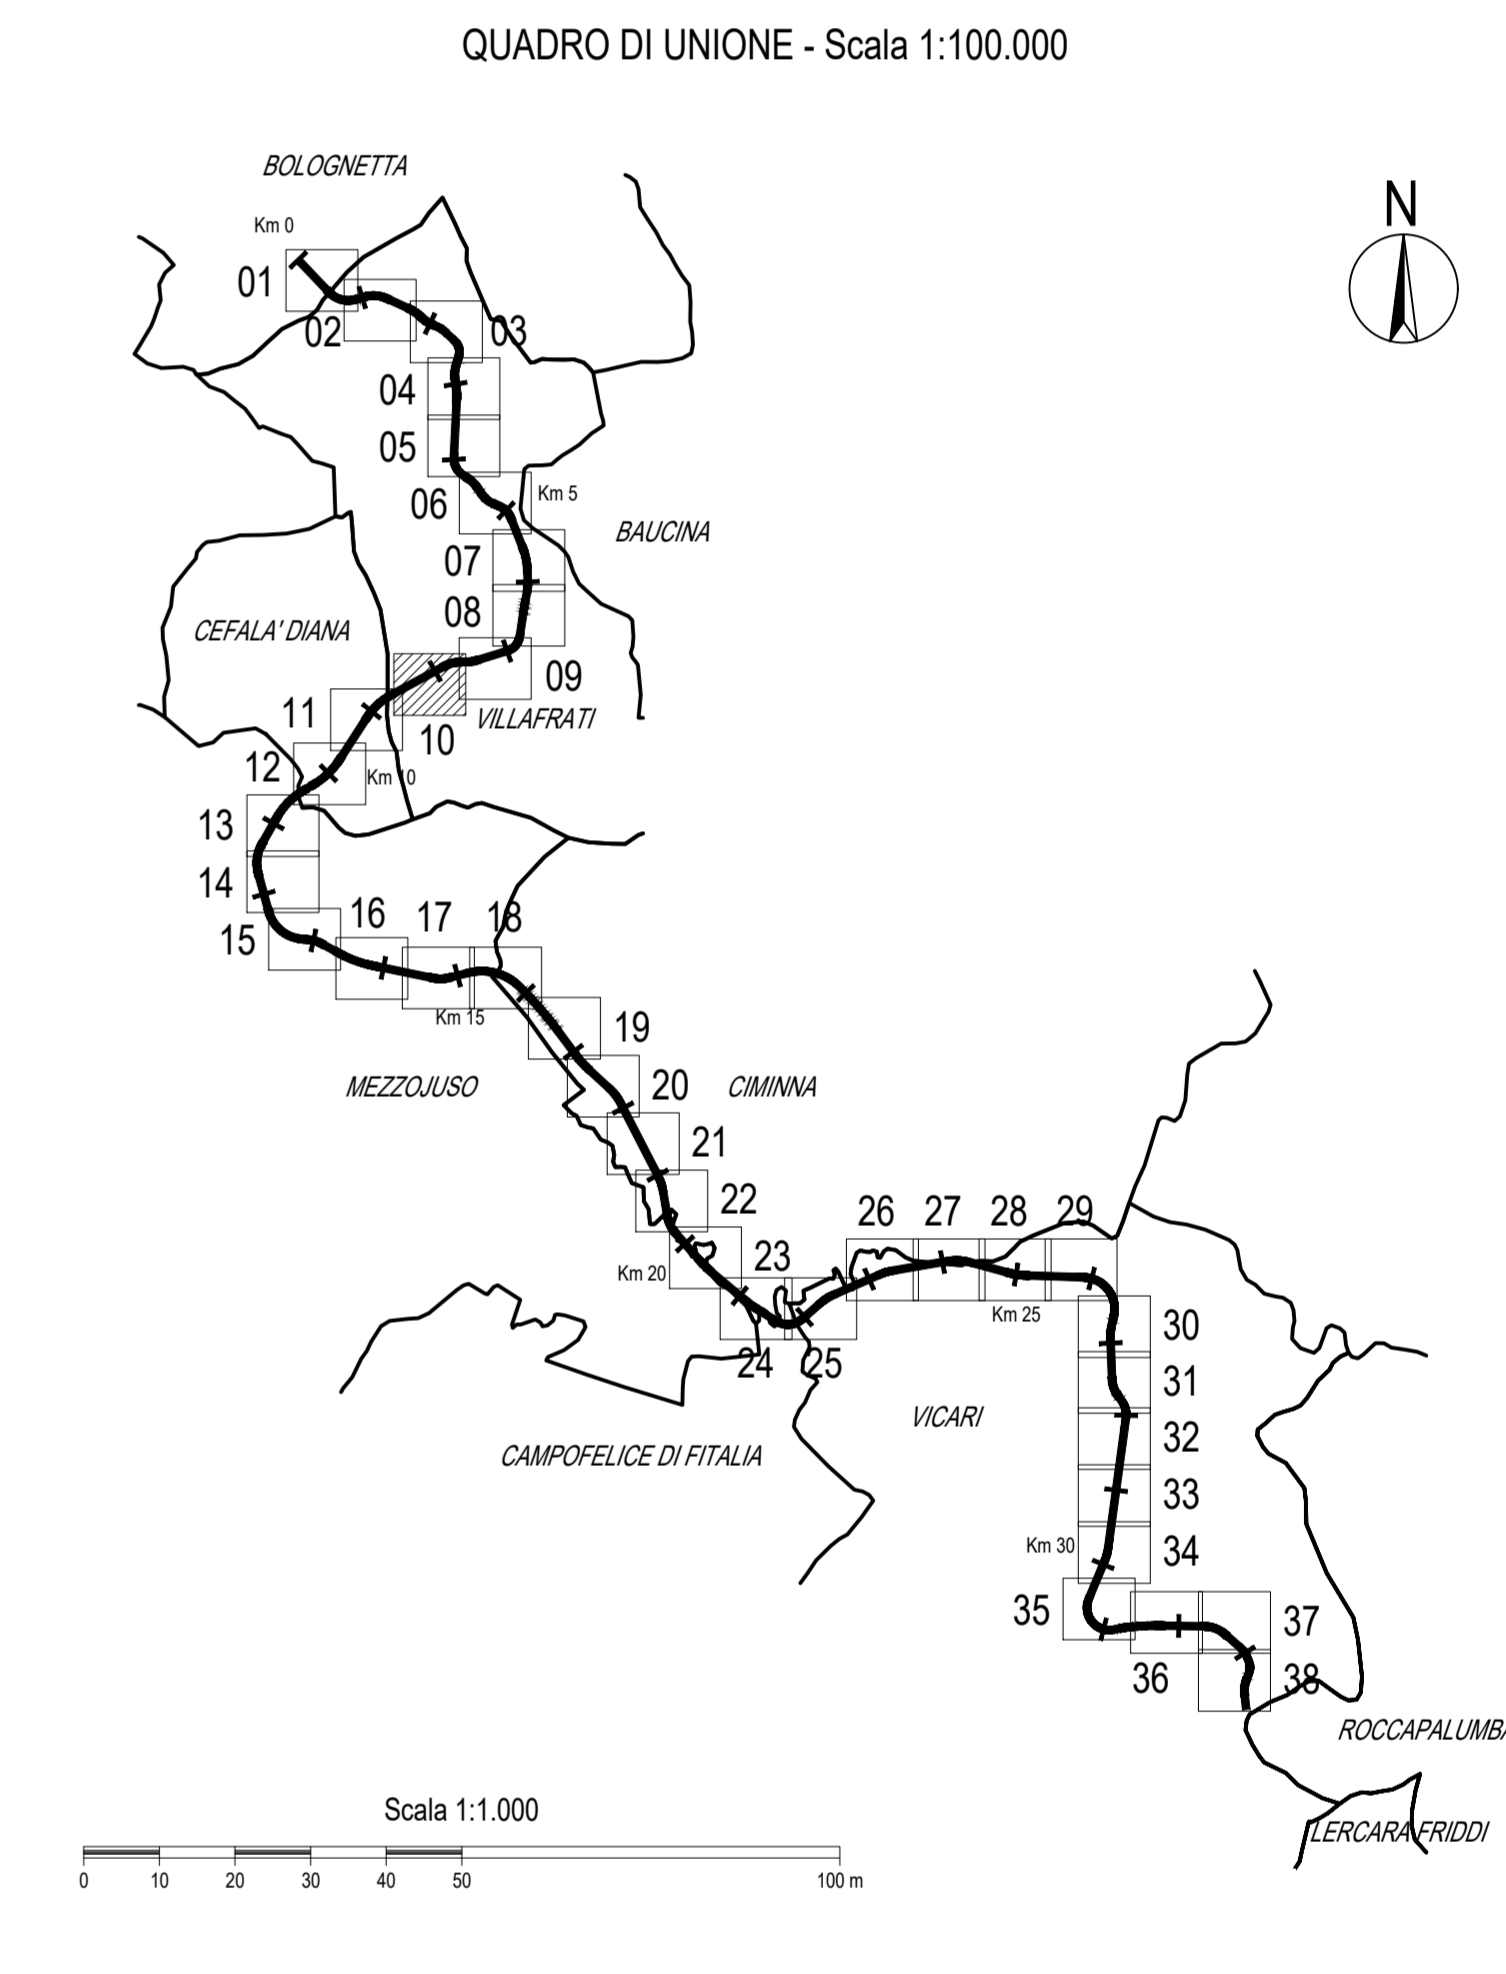 QUADRO DI UNIONE - Scala 1:100.000
BOLOGNETTA
N
Km 0
01
02
03
04
05
06
Km 5
BAUCINA
07
08
CEFALA' DIANA
09
11
10
VILLAFRATI
12
Km 10
13
14
15
16
17
18
Km 15
19
MEZZOJUSO
20
CIMINNA
21
22
Km 20
23
26
27
28
29
Km 25
24
25
30
31
VICARI
32
CAMPOFELICE DI FITALIA
33
Km 30
34
35
37
36
38
ROCCAPALUMBA
LERCARA FRIDDI
Scala 1:1.000
0 10 20 30 40 50 100 m